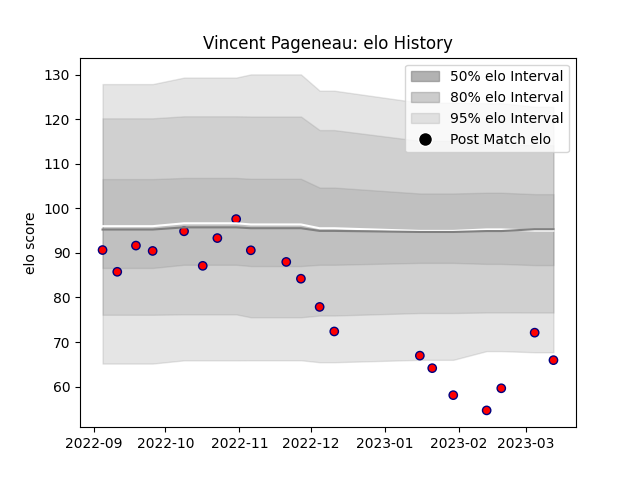 Vincent Pageneau: elo History
50% elo Interval
80% elo Interval
95% elo Interval
Post Match elo
elo score
130
120
110
100
90
80
70
60
2022-09 2022-10 2022-11 2022-12 2023-01 2023-02 2023-03